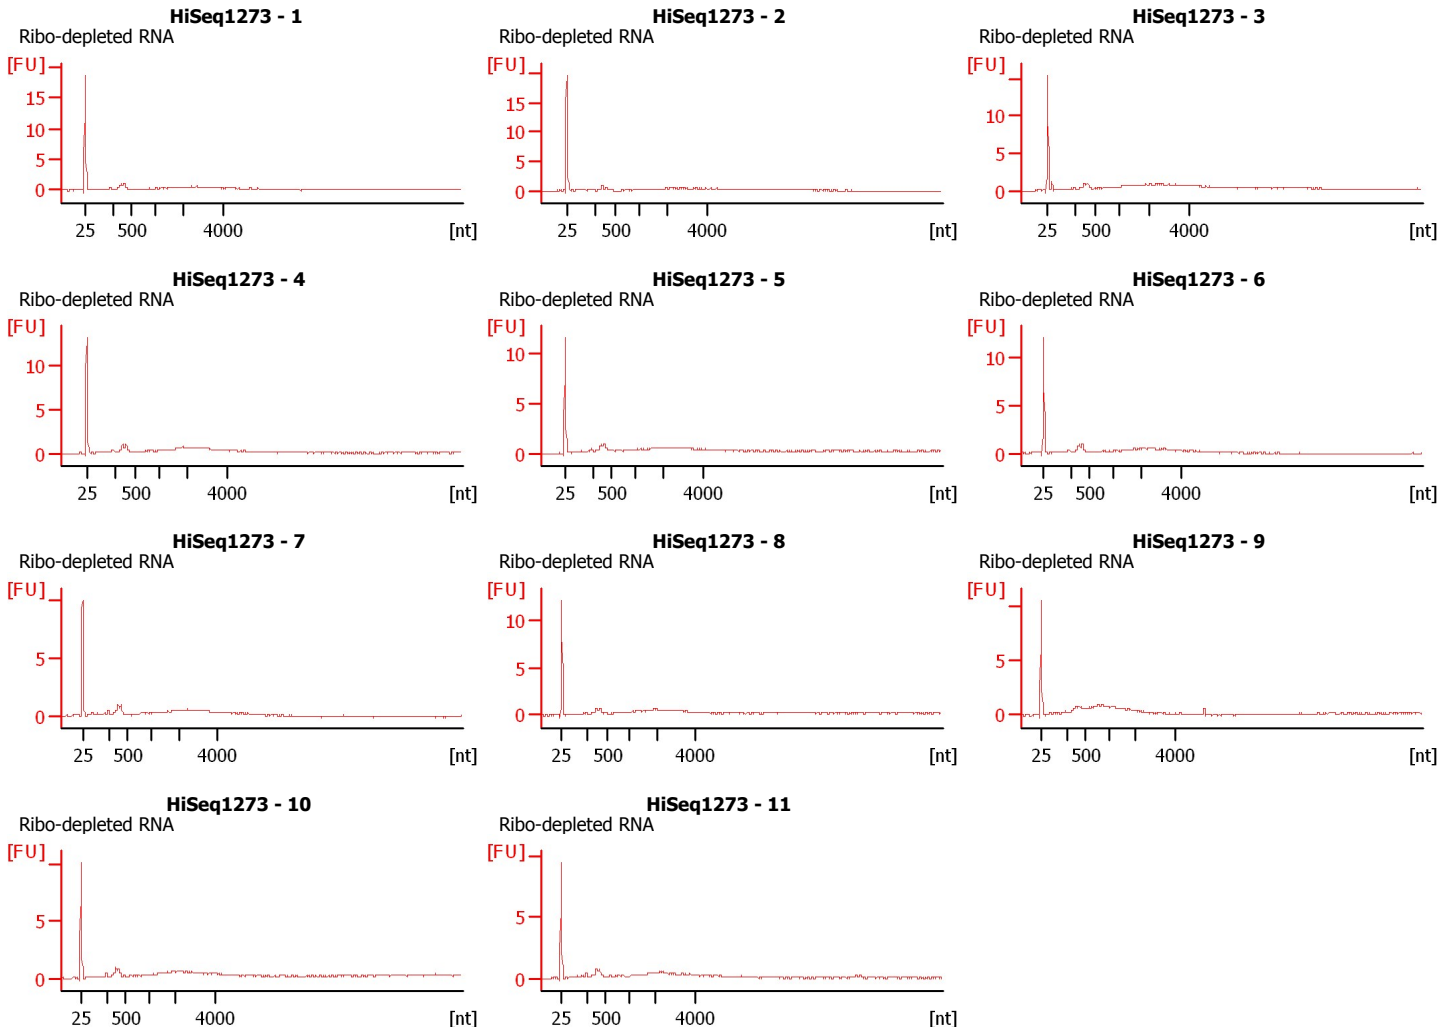 HiSeq1273 - 1
Ribo-depleted RNA
[FU]
15
10
5
0
25 500 4000 [nt]
HiSeq1273 - 2
Ribo-depleted RNA
[FU]
15
10
5
0
25 500 4000 [nt]
HiSeq1273 - 3
Ribo-depleted RNA
[FU]
10
5
0
25 500 4000 [nt]
HiSeq1273 - 4
Ribo-depleted RNA
[FU]
10
5
0
25 500 4000 [nt]
HiSeq1273 - 5
Ribo-depleted RNA
[FU]
10
5
0
25 500 4000 [nt]
HiSeq1273 - 6
Ribo-depleted RNA
[FU]
10
5
0
25 500 4000 [nt]
HiSeq1273 - 7
Ribo-depleted RNA
[FU]
5
0
25 500 4000 [nt]
HiSeq1273 - 8
Ribo-depleted RNA
[FU]
10
5
0
25 500 4000 [nt]
HiSeq1273 - 9
Ribo-depleted RNA
[FU]
5
0
25 500 4000 [nt]
HiSeq1273 - 10
Ribo-depleted RNA
[FU]
5
0
25 500 4000 [nt]
HiSeq1273 - 11
Ribo-depleted RNA
[FU]
5
0
25 500 4000 [nt]